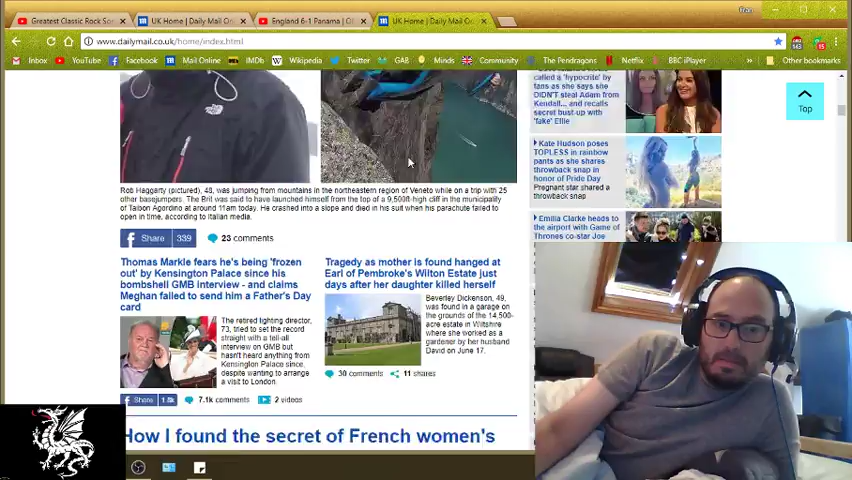 Greatest Classic Rock Son
UK Home | Daily Mail On
England 6-1 Panama | O
UK Home | Daily Mail On
www.dailymail.co.uk/home/index.html
Inbox
YouTube
Facebook
Mail Online
IMDb
Wikipedia
Twitter
GAB
Minds
Community
The Pendragons
Netflix
BBC iPlayer
Other bookmarks
Rob Haggarty (pictured), 48, was jumping from mountains in the northeastern region of Veneto while on a trip with 25
other basejumpers. The Brit was said to have launched himself from the top of a 9,500ft-high cliff in the municipality
of Taibon Agordino at around 11am today. He crashed into a slope and died in his suit when his parachute failed to
open in time, according to Italian media.
Share 339
23 comments
Thomas Markle fears he's being 'frozen
out' by Kensington Palace since his
bombshell GMB interview - and claims
Meghan failed to send him a Father's Day
card
The retired lighting director,
73, tried to set the record
straight with a tell-all
interview on GMB but
hasn't heard anything from
Kensington Palace since,
despite wanting to arrange
a visit to London.
Share 1.8k
7.1k comments
2 videos
Tragedy as mother is found hanged at
Earl of Pembroke's Wilton Estate just
days after her daughter killed herself
Beverley Dickenson, 49,
was found in a garage on
the grounds of the 14,500-
acre estate in Wiltshire
where she worked as a
gardener by her husband
David on June 17.
30 comments
11 shares
How I found the secret of French women's
called a 'hypocrite' by
fans as she says she
DIDN'T steal Adam from
Kendall... and recalls
secret bust-up with
'fake' Ellie
Kate Hudson poses
TOPLESS in rainbow
pants as she shares
throwback snap in
honor of Pride Day
Pregnant star shared a
throwback snap
Emilia Clarke heads to
the airport with Game of
Thrones co-star Joe
Top